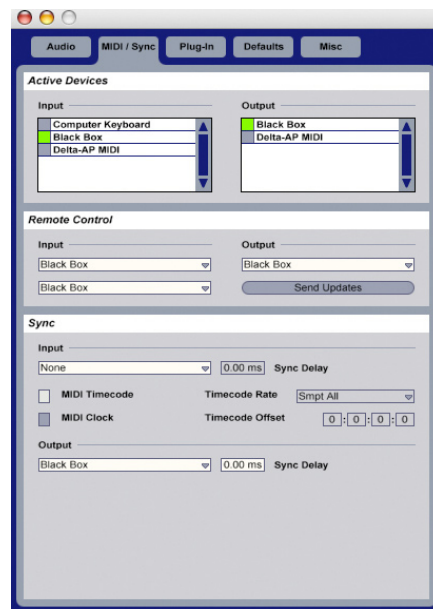 Audio MIDI / Sync Plug-In Defaults Misc
Active Devices
Input Output
Computer Keyboard Black Box
Black Box Delta-AP MIDI
Delta-AP MIDI
Remote Control
Input Output
Black Box Black Box
Black Box Send Updates
Sync
Input
None 0.00 ms Sync Delay
MIDI Timecode Timecode Rate Smpt All
MIDI Clock Timecode Offset 0 : 0 : 0 : 0
Output
Black Box 0.00 ms Sync Delay